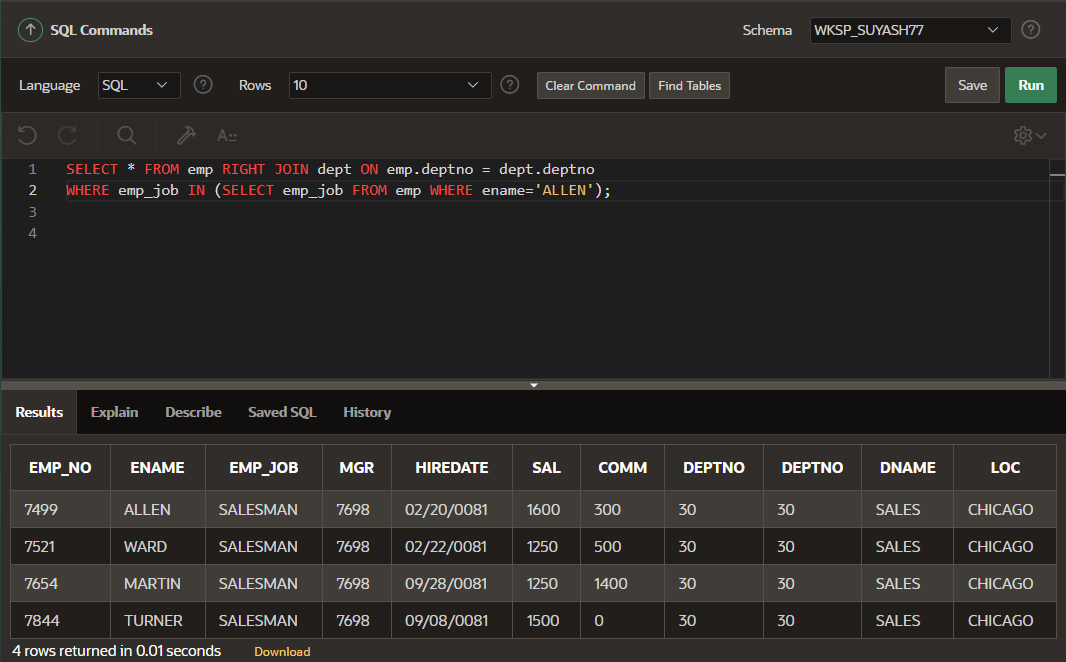 SQL Commands Schema WKSP_SUYASH77
Language SQL Rows 10 Clear Command Find Tables Save Run
A
1 SELECT * FROM emp RIGHT JOIN dept ON emp.deptno = dept.deptno
2 WHERE emp_job IN (SELECT emp_job FROM emp WHERE ename='ALLEN');
3
4
Results Explain Describe Saved SQL History
EMP_NO ENAME EMP_JOB MGR HIREDATE SAL COMM DEPTNO DEPTNO DNAME LOC
7499 ALLEN SALESMAN 7698 02/20/0081 1600 300 30 30 SALES CHICAGO
7521 WARD SALESMAN 7698 02/22/0081 1250 500 30 30 SALES CHICAGO
7654 MARTIN SALESMAN 7698 09/28/0081 1250 1400 30 30 SALES CHICAGO
7844 TURNER SALESMAN 7698 09/08/0081 1500 0 30 30 SALES CHICAGO
4 rows returned in 0.01 seconds Download